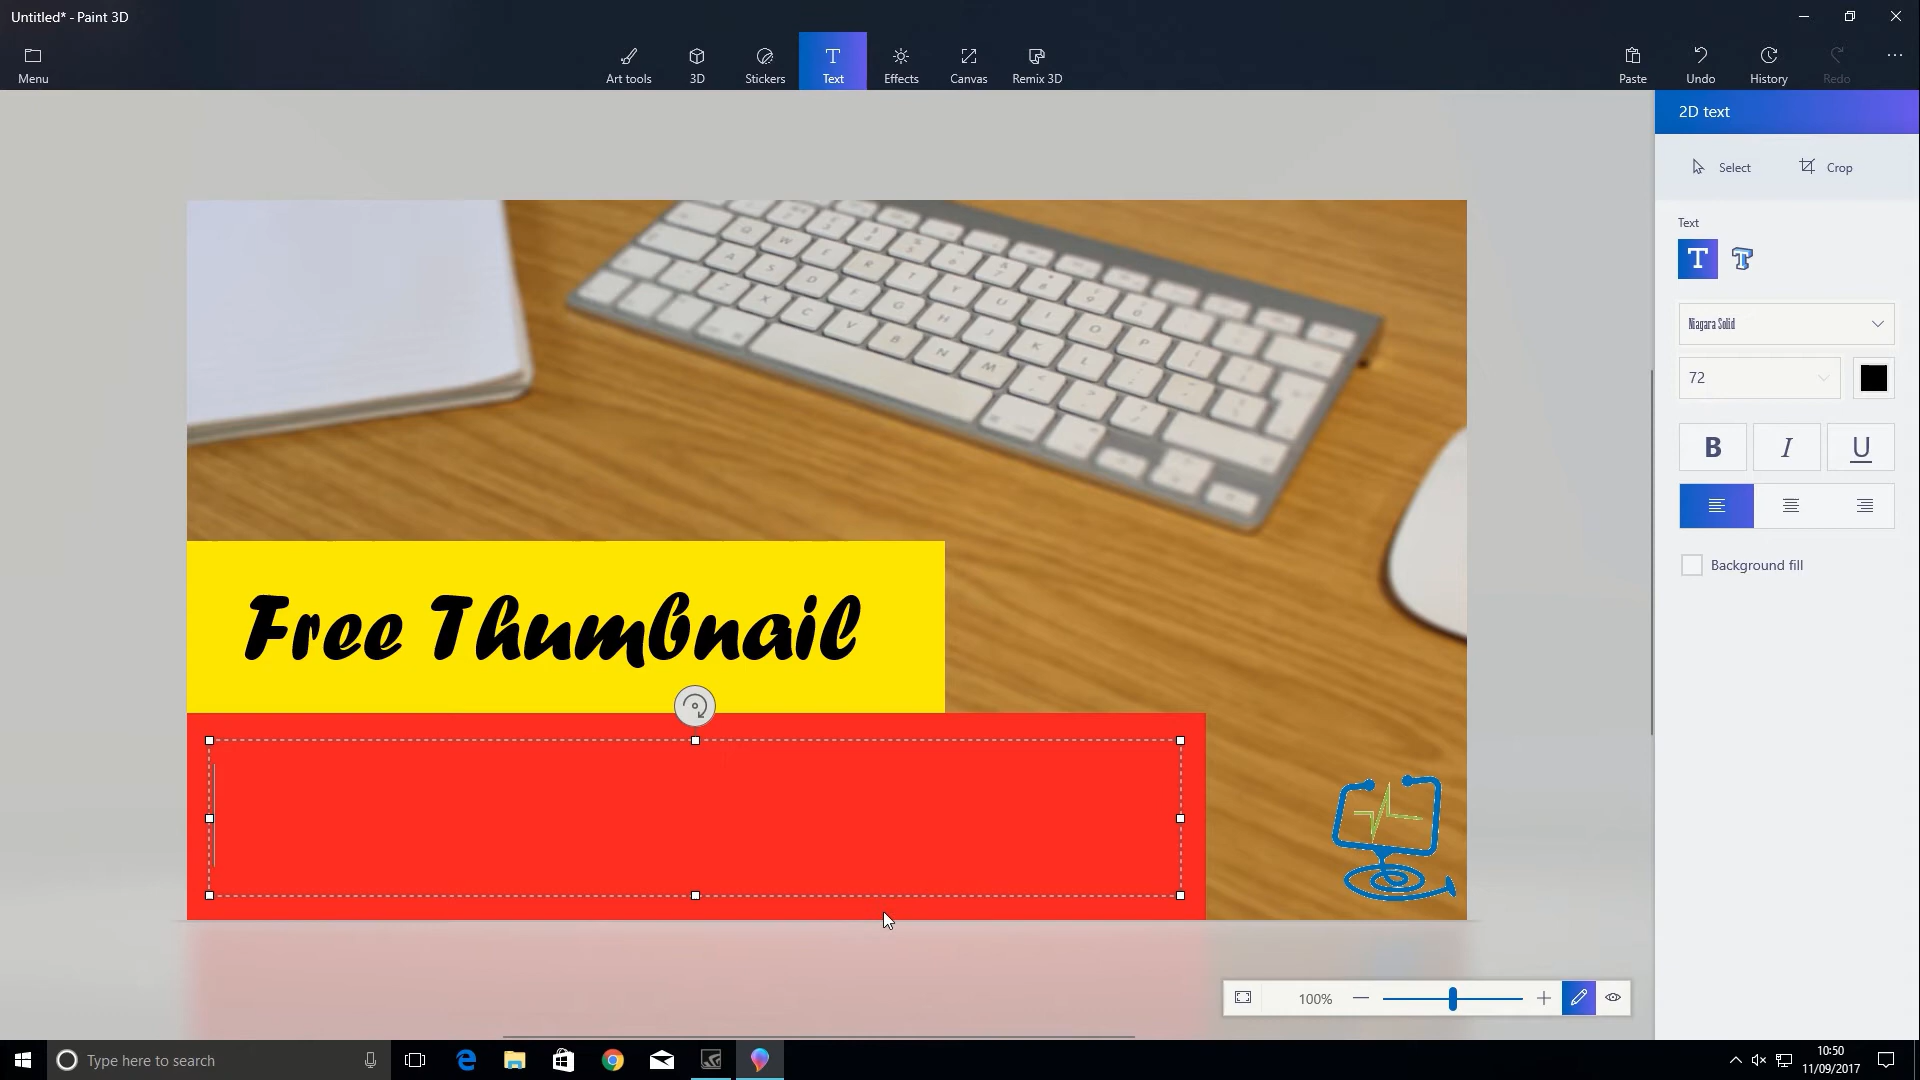 Untitled* - Paint 3D
Menu
Art tools
3D
Stickers
Text
Effects
Canvas
Remix 3D
Paste
Undo
History
Redo
2D text
Select
Crop
Text
Niagara Solid
72
B
I
U
Background fill
Q W E R T Y U I O P
A S D F G H J K L
Z X C V B N M
Free Thumbnail
100%
Type here to search
10:50
11/09/2017